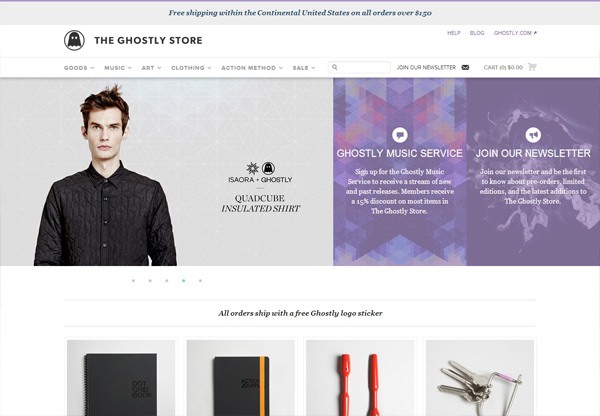 Free shipping within the Continental United States on all orders over $150
THE GHOSTLY STORE
HELP BLOG GHOSTLY.COM
GOODS MUSIC ART CLOTHING ACTION METHOD SALE JOIN OUR NEWSLETTER CART (0) $0.00
ISAORA + GHOSTLY
QUADCUBE
INSULATED SHIRT
GHOSTLY MUSIC SERVICE
Sign up for the Ghostly Music
Service to receive a stream of new
and past releases. Members receive
a 15% discount on most items in
The Ghostly Store.
JOIN OUR NEWSLETTER
Join our newsletter and be the first
to know about pre-orders, limited
editions, and the latest additions to
The Ghostly Store.
All orders ship with a free Ghostly logo sticker
DOT
GRID
BOOK